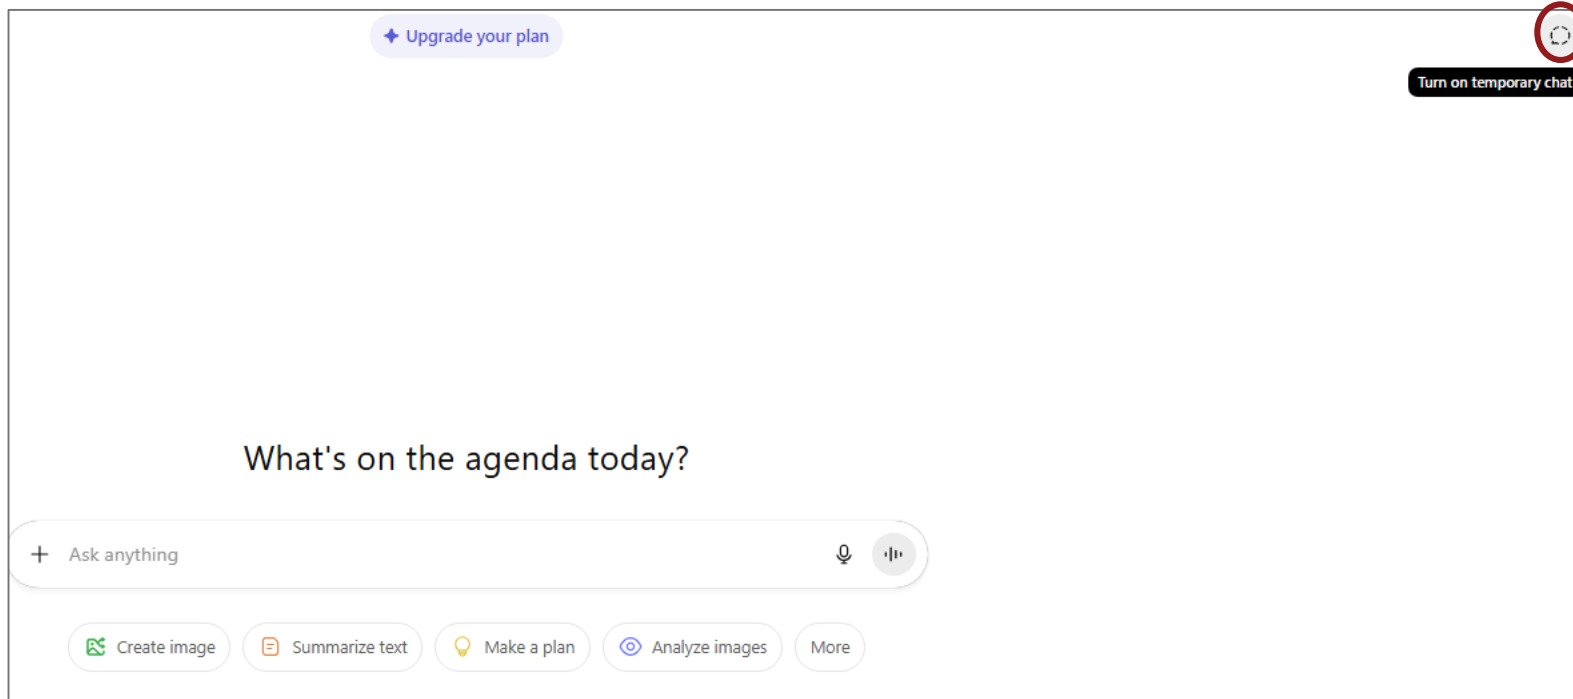 Upgrade your plan
Turn on temporary chat
What's on the agenda today?
Ask anything
Create image
Summarize text
Make a plan
Analyze images
More